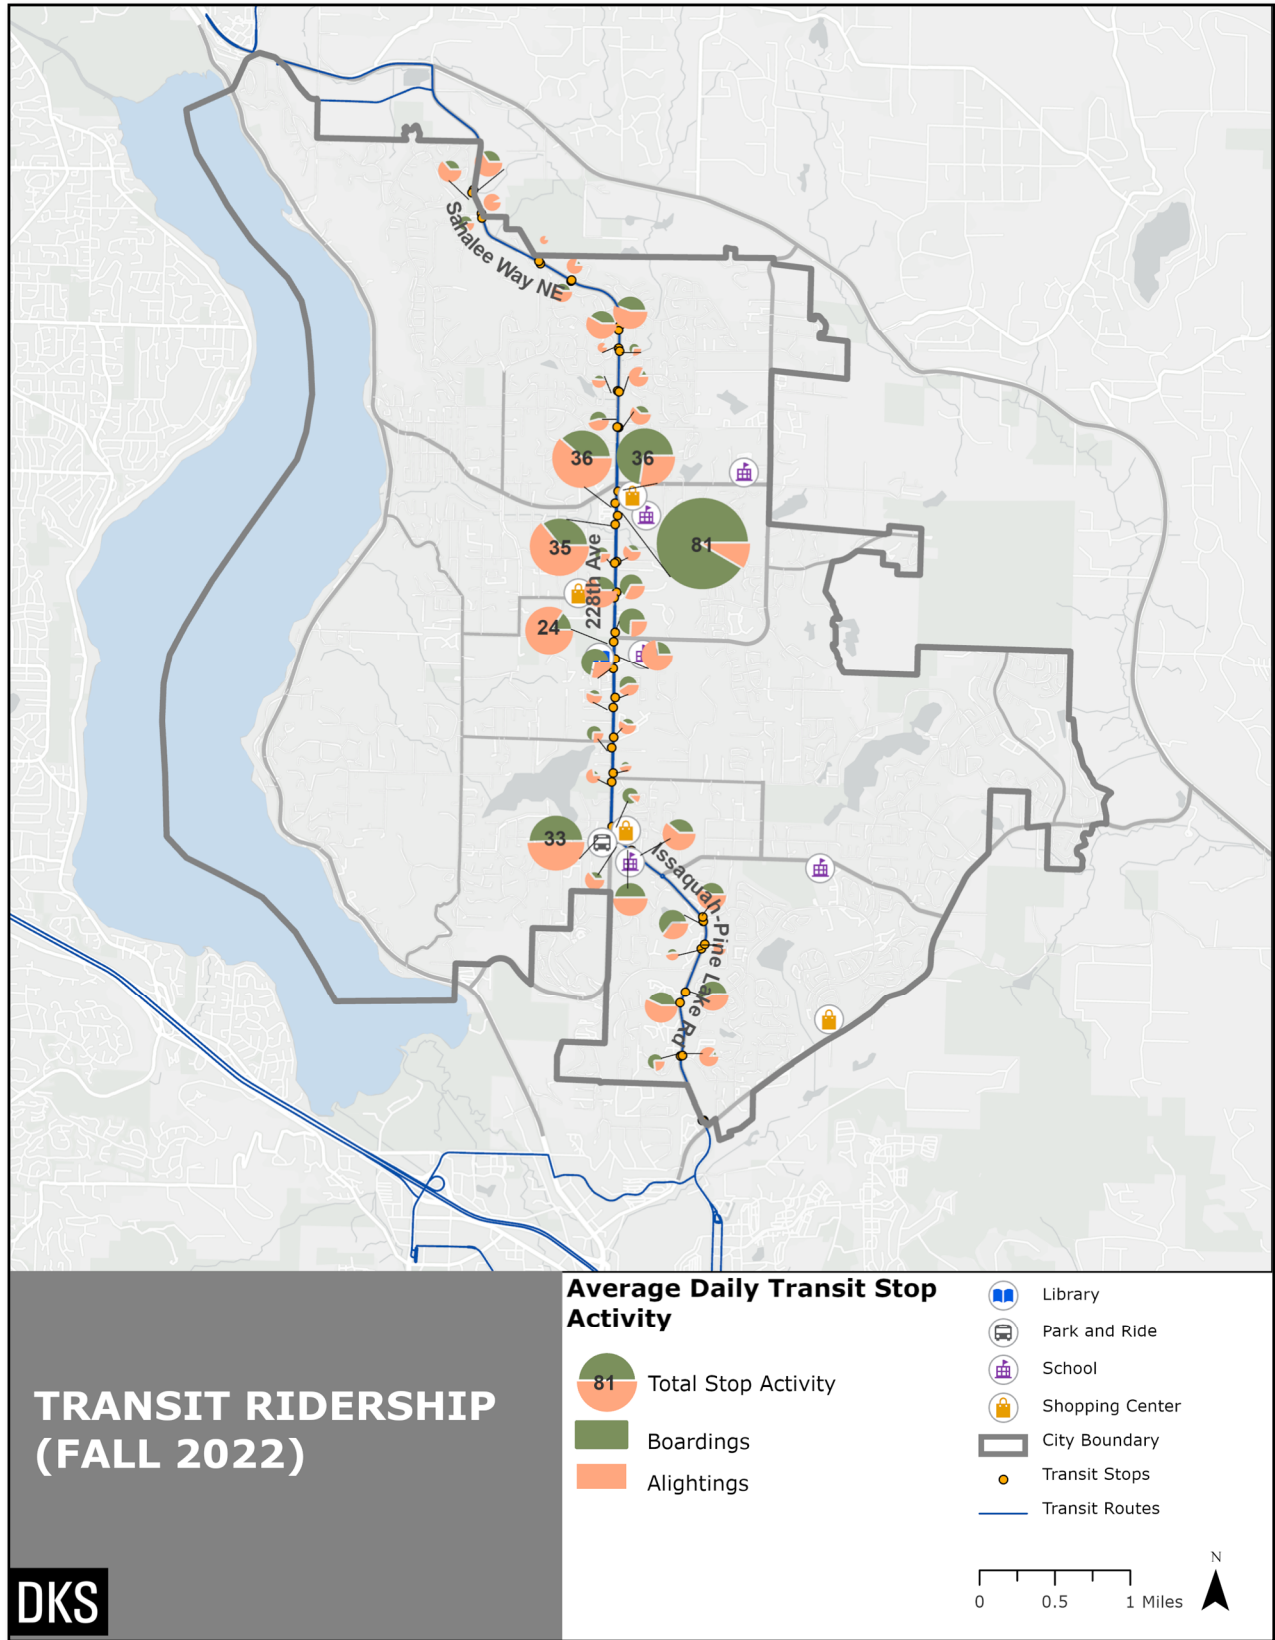 Sahalee Way NE
36
36
35
81
228th Ave
24
33
Issaquah-Pine Lake Rd
TRANSIT RIDERSHIP
(FALL 2022)
DKS
Average Daily Transit Stop
Activity
81
Total Stop Activity
Boardings
Alightings
Library
Park and Ride
School
Shopping Center
City Boundary
Transit Stops
Transit Routes
N
0 0.5 1 Miles